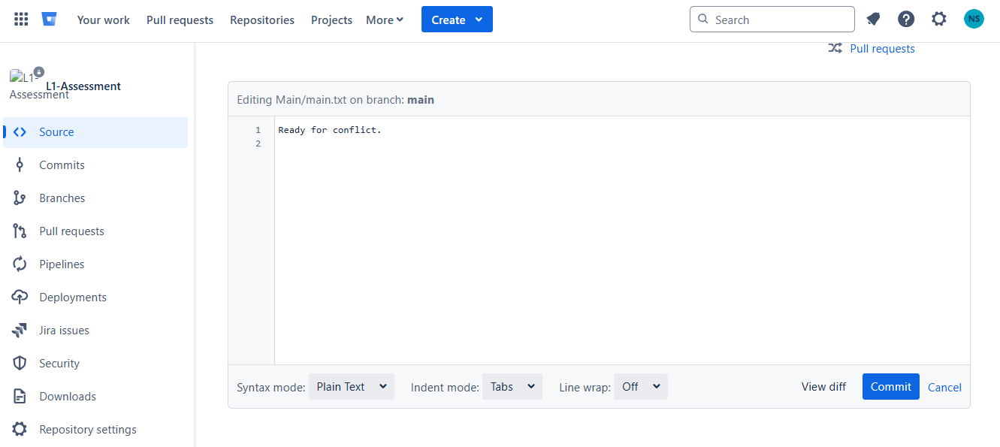 Your work Pull requests Repositories Projects More Create Search NS
Pull requests
L1-
Assessment
L1-Assessment
Source
Commits
Branches
Pull requests
Pipelines
Deployments
Jira issues
Security
Downloads
Repository settings
Editing Main/main.txt on branch: main
1 Ready for conflict.
2
Syntax mode: Plain Text Indent mode: Tabs Line wrap: Off View diff Commit Cancel